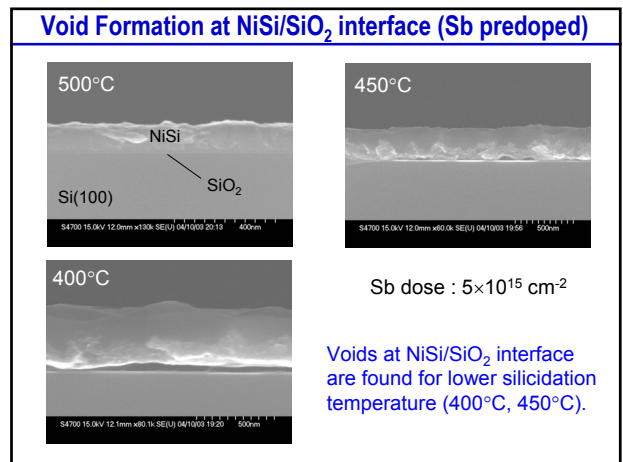 Void Formation at NiSi/SiO₂ interface (Sb predoped)
500°C
NiSi
SiO₂
Si(100)
S4700 15.0kV 12.0mm x130k SE(U) 04/10/03 20:13 400nm
450°C
S4700 15.0kV 12.0mm x60.0k SE(U) 04/10/03 19:56 500nm
400°C
S4700 15.0kV 12.1mm x80.1k SE(U) 04/10/03 19:20 500nm
Sb dose : 5×10¹⁵ cm⁻²
Voids at NiSi/SiO₂ interface
are found for lower silicidation
temperature (400°C, 450°C).